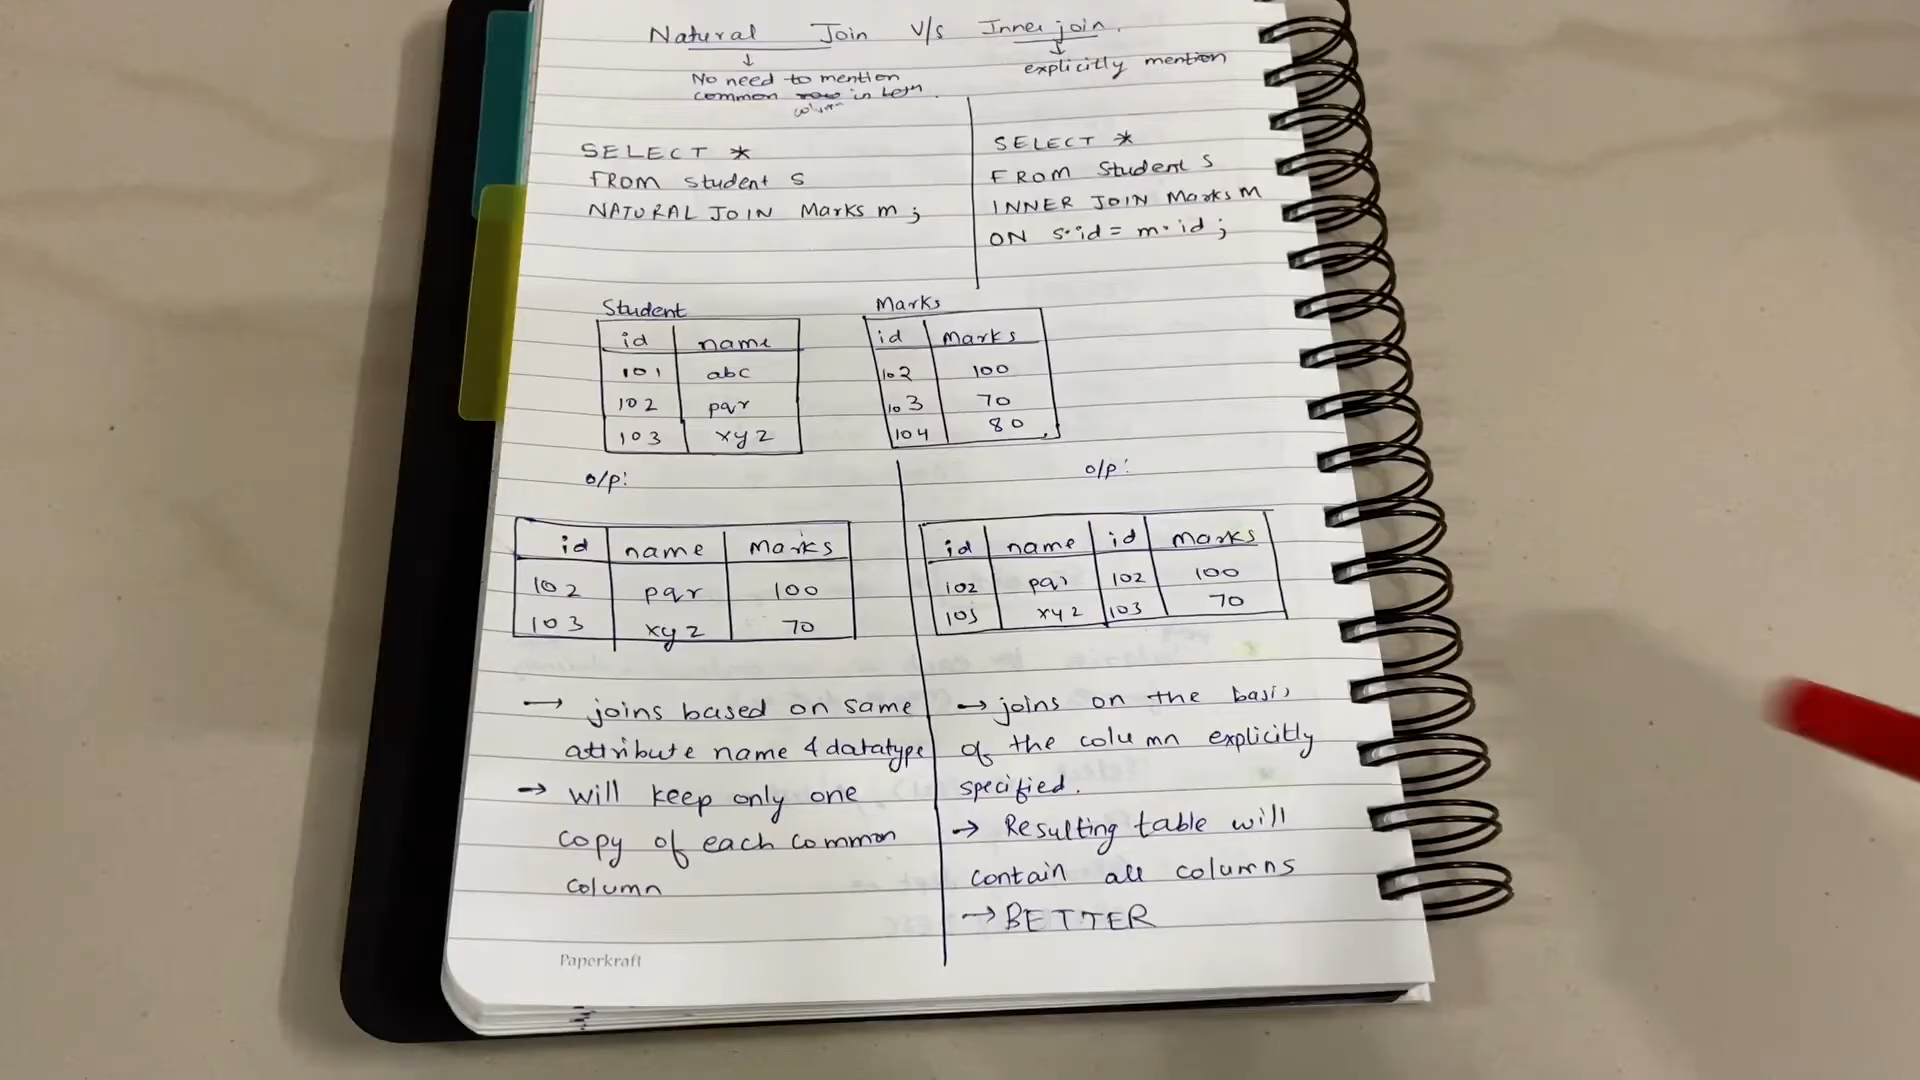 Natural Join V/s Inner join.
↓ ↓
No need to mention explicitly mention
common row in both
column
SELECT *
FROM student s
NATURAL JOIN Marks m ;
SELECT *
FROM Student s
INNER JOIN Marks m
ON s.id = m.id ;
Student
id name
101 abc
102 pqr
103 xyz
Marks
id Marks
102 100
103 70
104 80
o/p:
id name Marks
102 pqr 100
103 xyz 70
→ joins based on same
attribute name & datatype
→ will keep only one
copy of each common
column
o/p:
id name id Marks
102 pqr 102 100
103 xyz 103 70
→ joins on the basis
of the column explicitly
specified.
→ Resulting table will
contain all columns
→ BETTER
Paperkraft